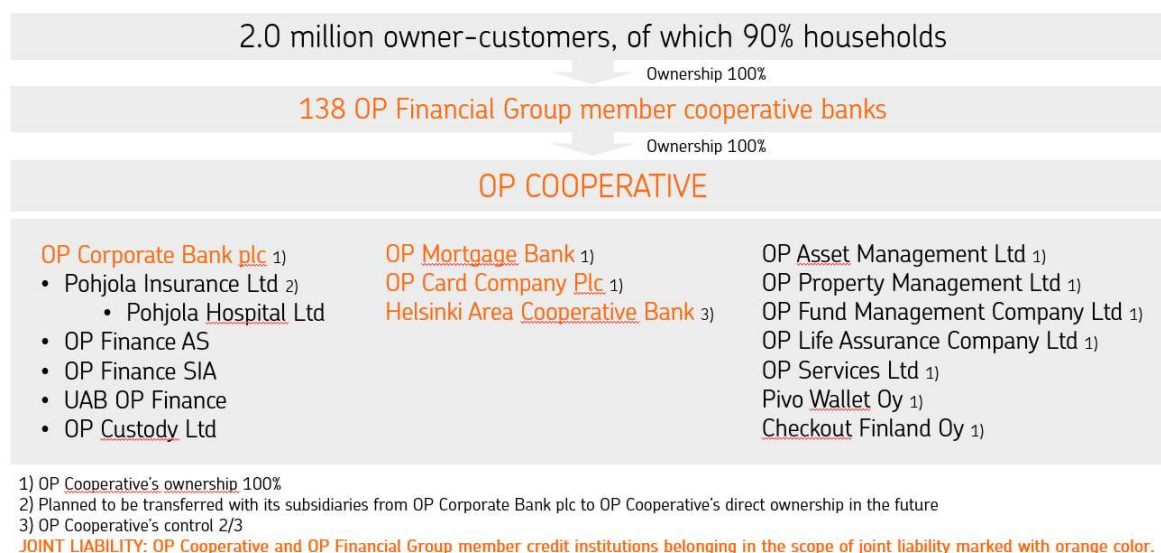 2.0 million owner-customers, of which 90% households
Ownership 100%
138 OP Financial Group member cooperative banks
Ownership 100%
OP COOPERATIVE
OP Corporate Bank plc 1)
• Pohjola Insurance Ltd 2)
• Pohjola Hospital Ltd
• OP Finance AS
• OP Finance SIA
• UAB OP Finance
• OP Custody Ltd
OP Mortgage Bank 1)
OP Card Company Plc 1)
Helsinki Area Cooperative Bank 3)
OP Asset Management Ltd 1)
OP Property Management Ltd 1)
OP Fund Management Company Ltd 1)
OP Life Assurance Company Ltd 1)
OP Services Ltd 1)
Pivo Wallet Oy 1)
Checkout Finland Oy 1)
1) OP Cooperative's ownership 100%
2) Planned to be transferred with its subsidiaries from OP Corporate Bank plc to OP Cooperative's direct ownership in the future
3) OP Cooperative's control 2/3
JOINT LIABILITY: OP Cooperative and OP Financial Group member credit institutions belonging in the scope of joint liability marked with orange color.